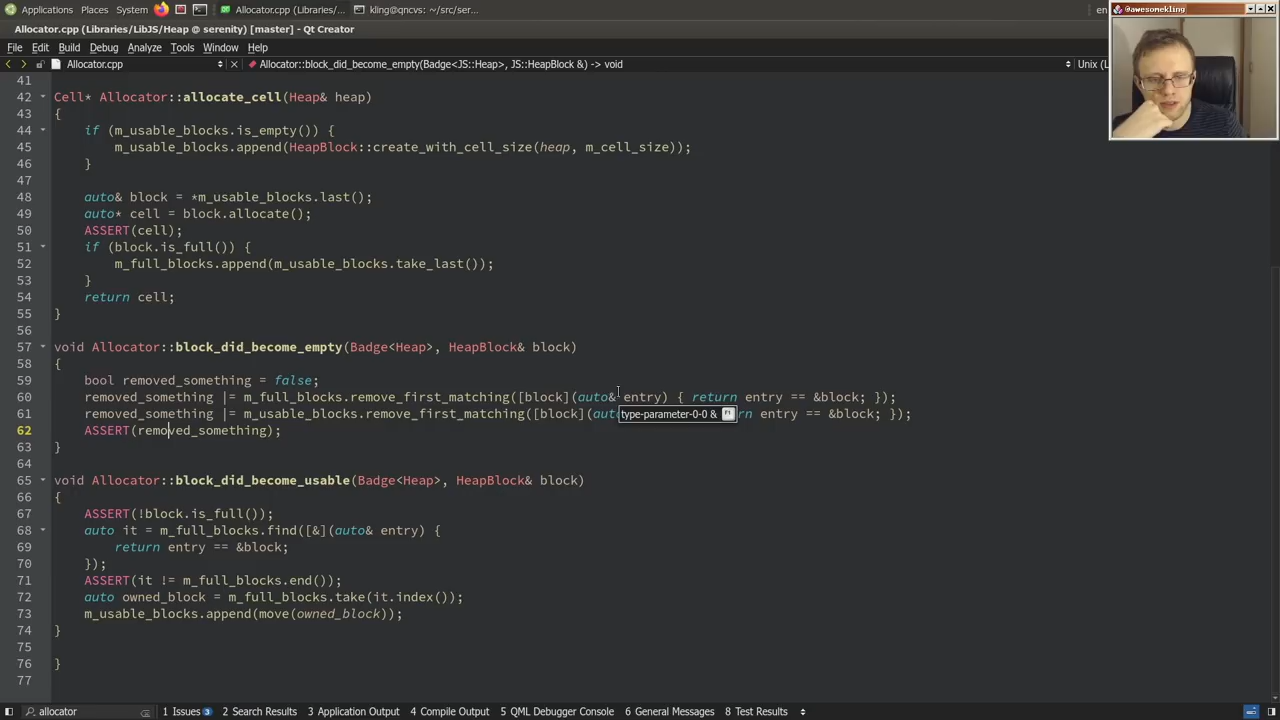 Applications Places System Allocator.cpp (Libraries/... kling@qncvs: ~/src/ser... en @awesomekling
Allocator.cpp (Libraries/LibJS/Heap @ serenity) [master] - Qt Creator
File Edit Build Debug Analyze Tools Window Help
Allocator.cpp Allocator::block_did_become_empty(Badge<JS::Heap>, JS::HeapBlock &) -> void Unix (L
41
42 Cell* Allocator::allocate_cell(Heap& heap)
43 {
44 if (m_usable_blocks.is_empty()) {
45 m_usable_blocks.append(HeapBlock::create_with_cell_size(heap, m_cell_size));
46 }
47
48 auto& block = *m_usable_blocks.last();
49 auto* cell = block.allocate();
50 ASSERT(cell);
51 if (block.is_full()) {
52 m_full_blocks.append(m_usable_blocks.take_last());
53 }
54 return cell;
55 }
56
57 void Allocator::block_did_become_empty(Badge<Heap>, HeapBlock& block)
58 {
59 bool removed_something = false;
60 removed_something |= m_full_blocks.remove_first_matching([block](auto& entry) { return entry == &block; });
61 removed_something |= m_usable_blocks.remove_first_matching([block](aut type-parameter-0-0 & F1 rn entry == &block; });
62 ASSERT(removed_something);
63 }
64
65 void Allocator::block_did_become_usable(Badge<Heap>, HeapBlock& block)
66 {
67 ASSERT(!block.is_full());
68 auto it = m_full_blocks.find([&](auto& entry) {
69 return entry == &block;
70 });
71 ASSERT(it != m_full_blocks.end());
72 auto owned_block = m_full_blocks.take(it.index());
73 m_usable_blocks.append(move(owned_block));
74 }
75
76 }
77
allocator 1 Issues 3 2 Search Results 3 Application Output 4 Compile Output 5 QML Debugger Console 6 General Messages 8 Test Results